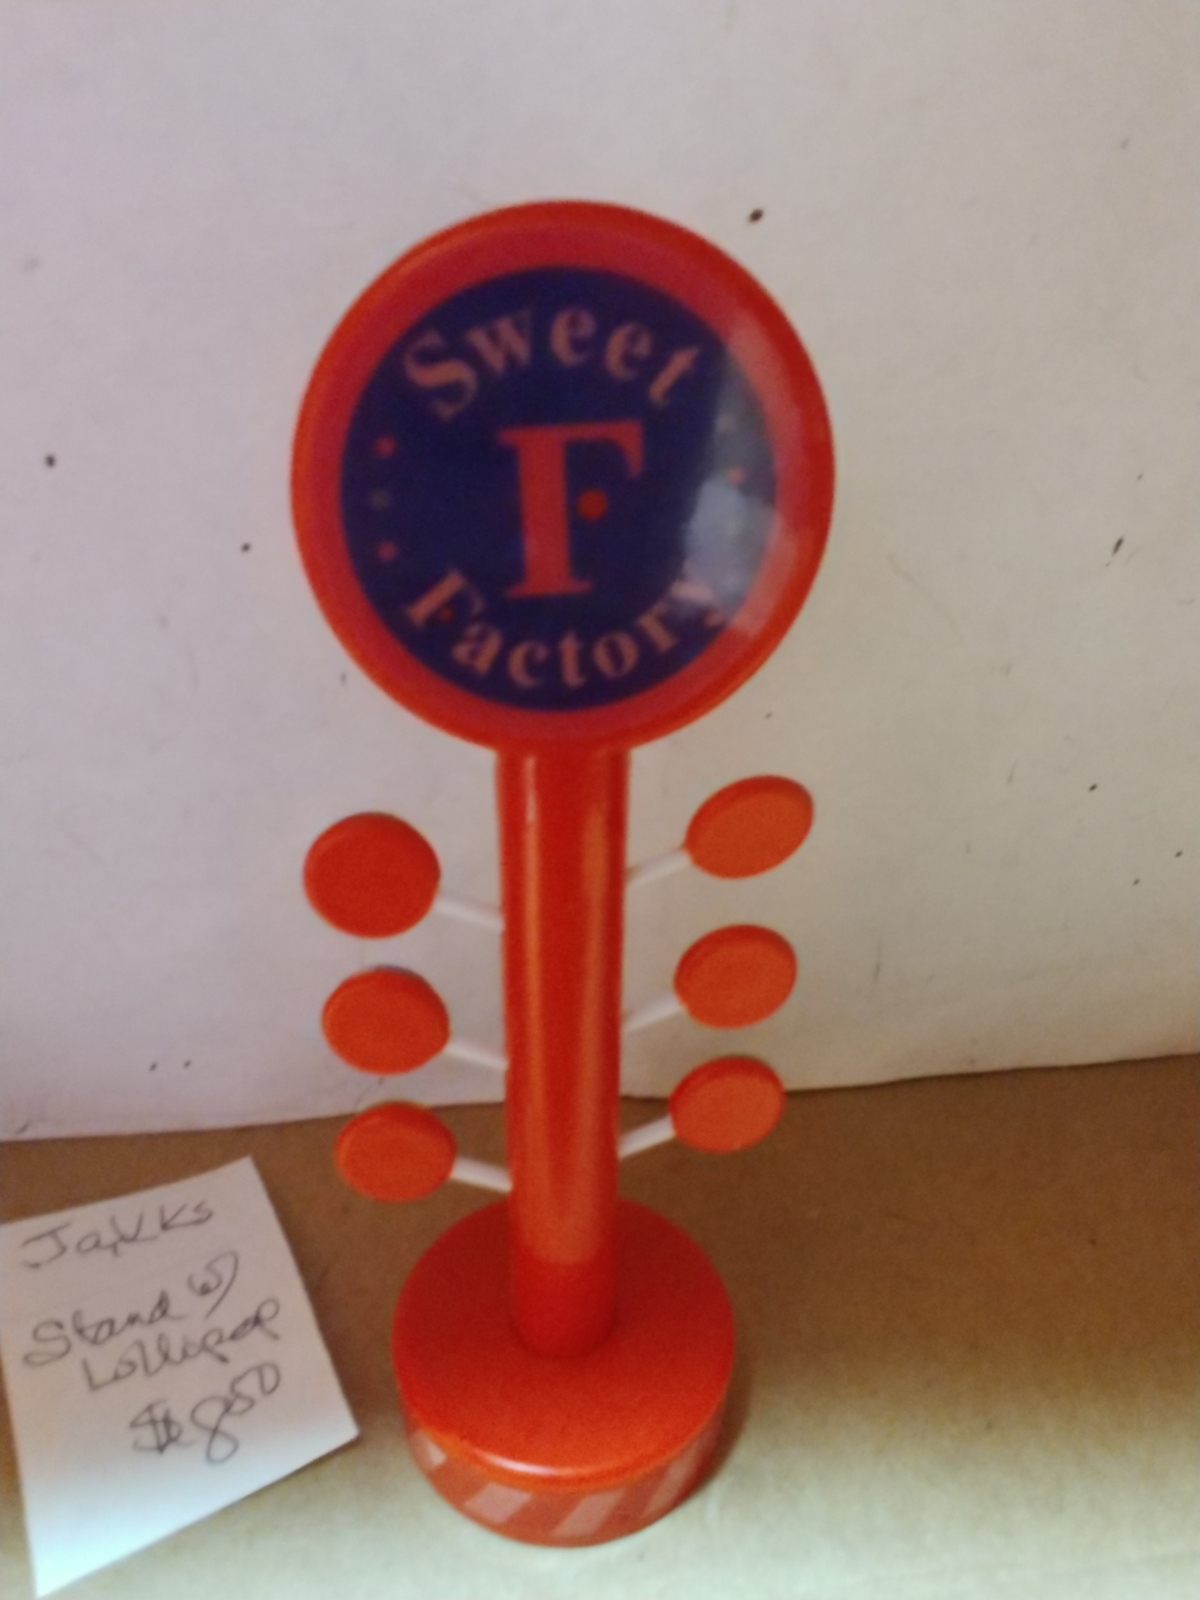 Sweet
F
Factory
Jakks
Stand w/
Lollipop
$8.50